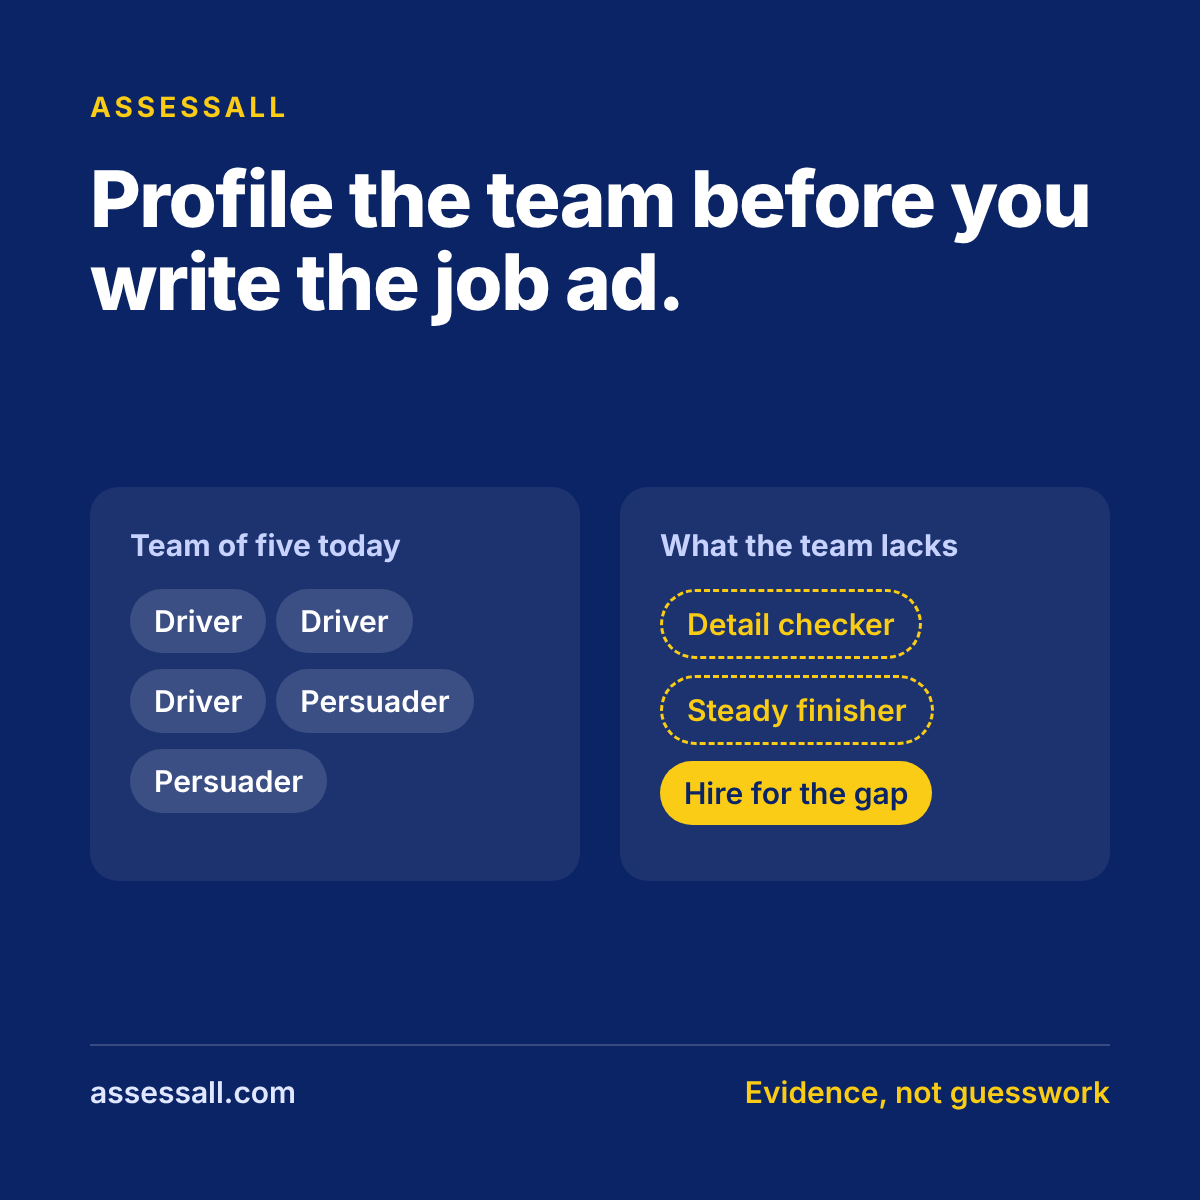 ASSESSALL
Profile the team before you
write the job ad.
Team of five today
Driver Driver
Driver Persuader
Persuader
What the team lacks
Detail checker
Steady finisher
Hire for the gap
assessall.com
Evidence, not guesswork